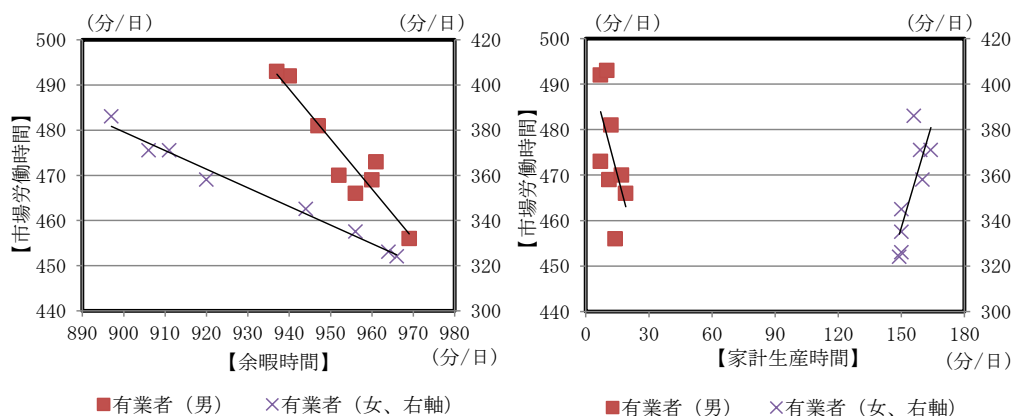 (分/日) (分/日)
500 420
490 400
480 380
470 360
460 340
450 320
440 300
890 900 910 920 930 940 950 960 970 980
【市場労働時間】
【余暇時間】 (分/日)
■有業者（男） ×有業者（女、右軸）
(分/日) (分/日)
500 420
490 400
480 380
470 360
460 340
450 320
440 300
0 30 60 90 120 150 180
【市場労働時間】
【家計生産時間】
(分/日)
■有業者（男） ×有業者（女、右軸）